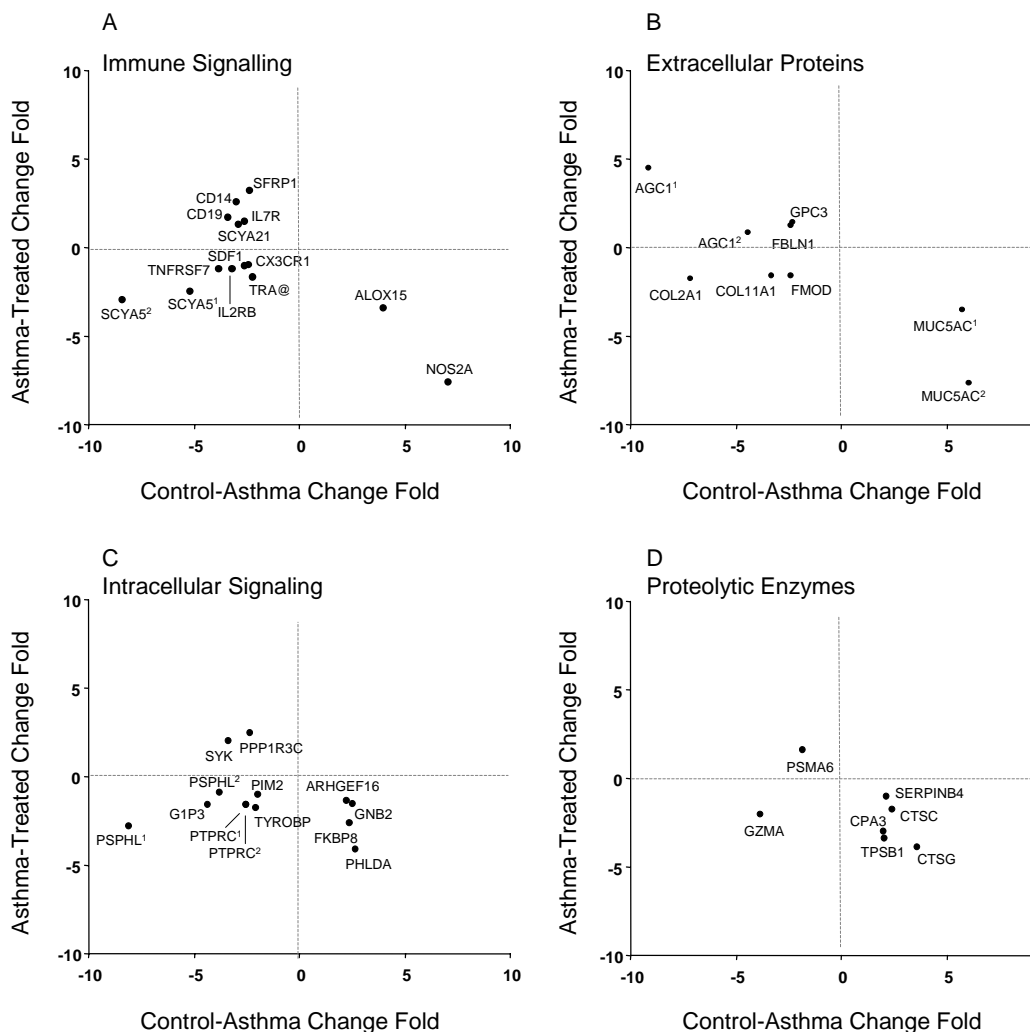 A
Immune Signalling
Asthma-Treated Change Fold
10
5
0
-5
-10
SFRP1
CD14
CD19
IL7R
SCYA21
SDF1
CX3CR1
TNFRSF7
TRA@
SCYA5¹
IL2RB
SCYA5²
ALOX15
NOS2A
-10
-5
0
5
10
Control-Asthma Change Fold
B
Extracellular Proteins
Asthma-Treated Change Fold
10
5
0
-5
-10
AGC1¹
GPC3
AGC1²
FBLN1
COL2A1
COL11A1
FMOD
MUC5AC¹
MUC5AC²
-10
-5
0
5
Control-Asthma Change Fold
C
Intracellular Signaling
Asthma-Treated Change Fold
10
5
0
-5
-10
SYK
PPP1R3C
PSPHL²
PIM2
ARHGEF16
G1P3
TYROBP
GNB2
PSPHL¹
PTPRC¹
PTPRC²
FKBP8
PHLDA
-10
-5
0
5
10
Control-Asthma Change Fold
D
Proteolytic Enzymes
Asthma-Treated Change Fold
10
5
0
-5
-10
PSMA6
SERPINB4
GZMA
CPA3
CTSC
TPSB1
CTSG
-10
-5
0
5
Control-Asthma Change Fold